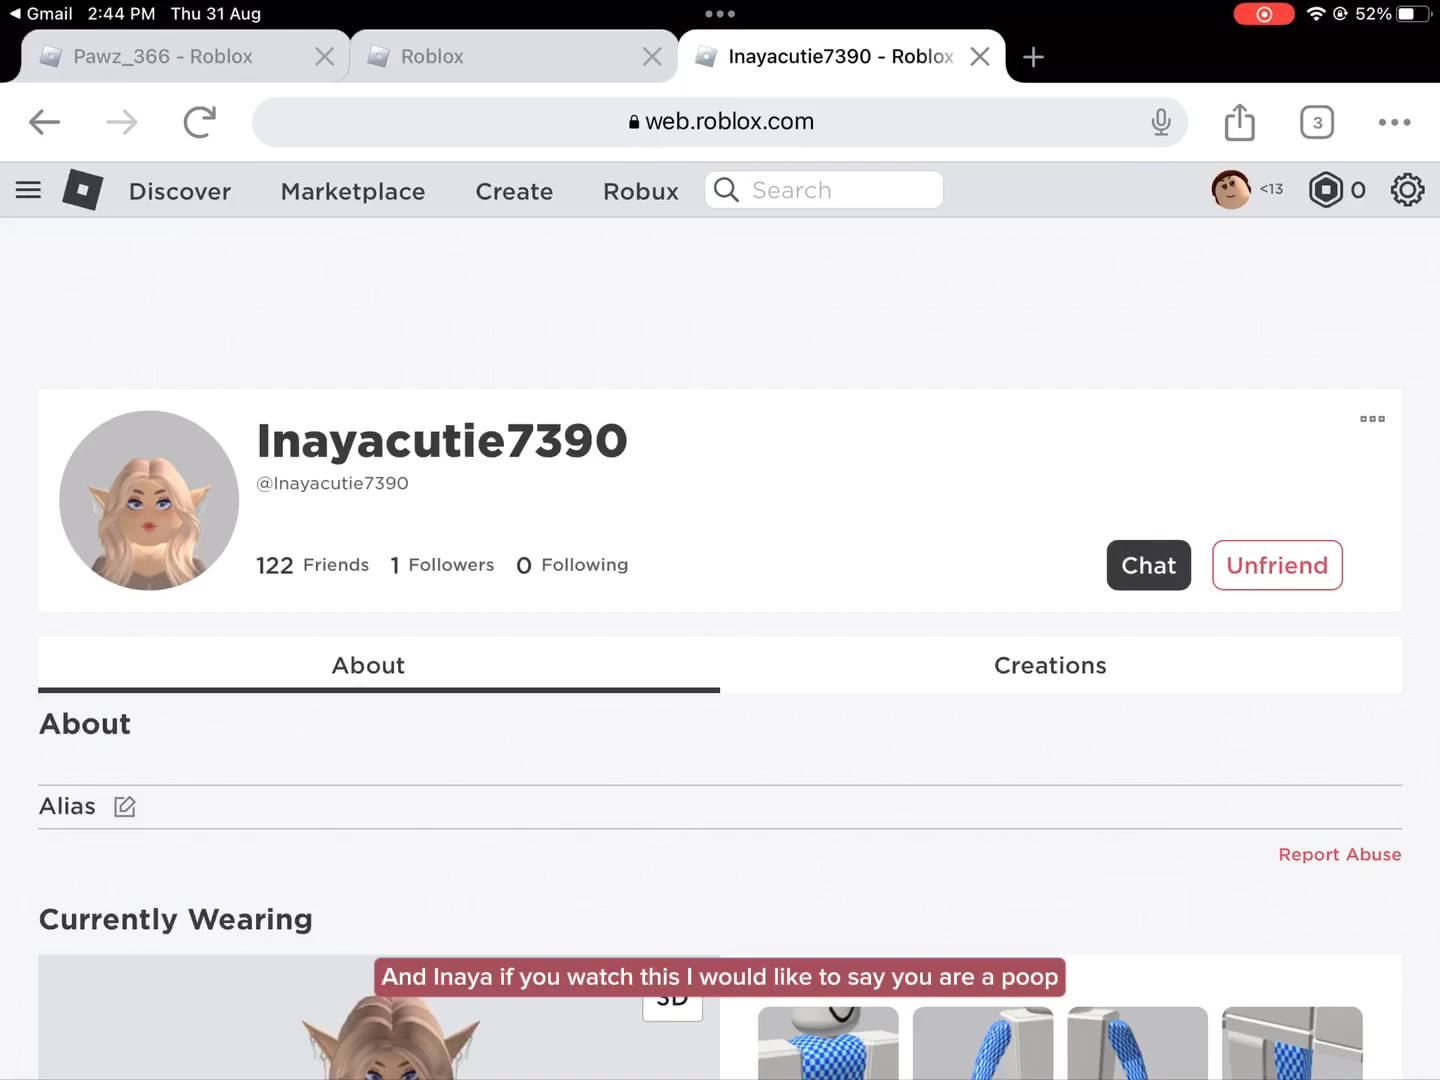 Gmail 2:44 PM Thu 31 Aug 52%
Pawz_366 - Roblox Roblox Inayacutie7390 - Roblox
web.roblox.com 3
Discover Marketplace Create Robux Search <13 0
Inayacutie7390
@Inayacutie7390
122 Friends 1 Followers 0 Following Chat Unfriend
About Creations
About
Alias
Report Abuse
Currently Wearing
And Inaya if you watch this I would like to say you are a poop
3D